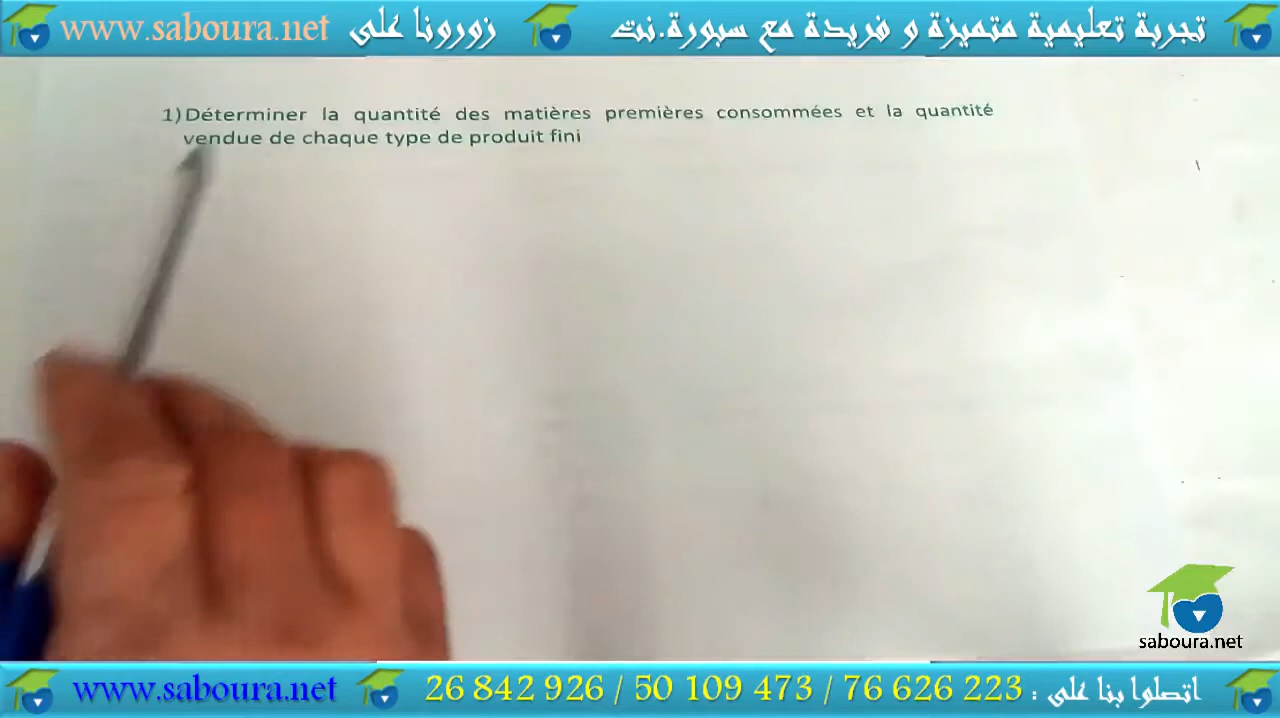 www.saboura.net زورونا على تجربة تعليمية متميزة و فريدة مع سبورة.نت
1) Déterminer la quantité des matières premières consommées et la quantité
vendue de chaque type de produit fini
saboura.net
www.saboura.net 26 842 926 / 50 109 473 / 76 626 223 : اتصلوا بنا على